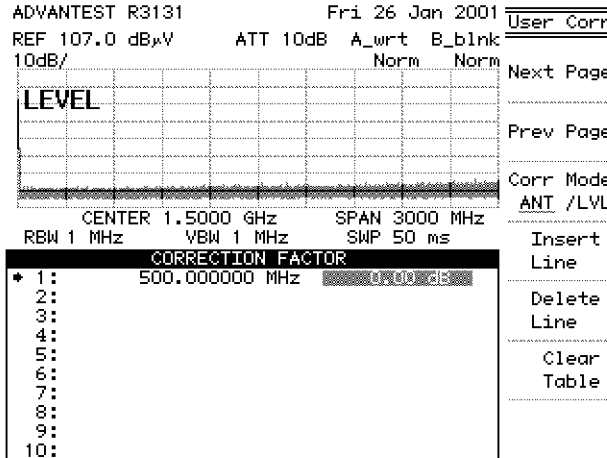 ADVANTEST R3131 Fri 26 Jan 2001
REF 107.0 dBµV ATT 10dB A_wrt B_blnk
10dB/ Norm Norm
LEVEL
CENTER 1.5000 GHz SPAN 3000 MHz
RBW 1 MHz VBW 1 MHz SWP 50 ms
CORRECTION FACTOR
1: 500.000000 MHz 0.00 dB
2:
3:
4:
5:
6:
7:
8:
9:
10:
User Corr
Next Page
Prev Page
Corr Mode
ANT /LVL
Insert
Line
Delete
Line
Clear
Table